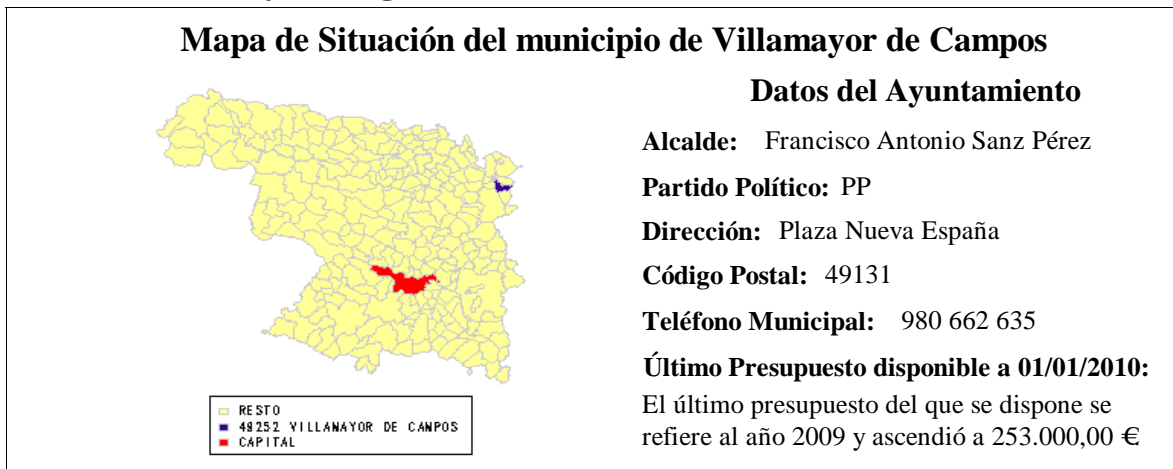 Mapa de Situación del municipio de Villamayor de Campos
Datos del Ayuntamiento
Alcalde: Francisco Antonio Sanz Pérez
Partido Político: PP
Dirección: Plaza Nueva España
Código Postal: 49131
Teléfono Municipal: 980 662 635
Último Presupuesto disponible a 01/01/2010:
El último presupuesto del que se dispone se
refiere al año 2009 y ascendió a 253.000,00 €
RESTO
49252 VILLAMAYOR DE CAMPOS
CAPITAL